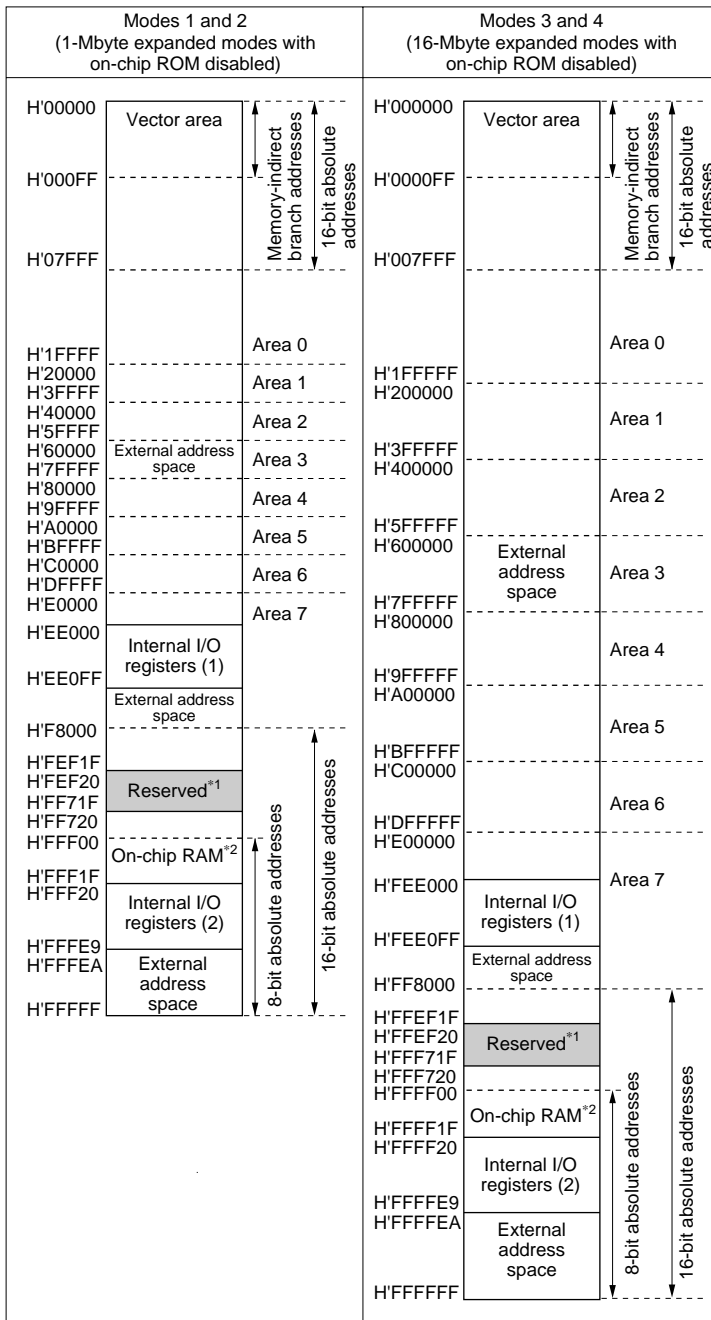 Modes 1 and 2
(1-Mbyte expanded modes with
on-chip ROM disabled)
H'00000
Vector area
H'000FF
H'07FFF
Memory-indirect
branch addresses
16-bit absolute
addresses
H'1FFFF
Area 0
H'20000
H'3FFFF
Area 1
H'40000
H'5FFFF
Area 2
H'60000
H'7FFFF
External address
space
Area 3
H'80000
H'9FFFF
Area 4
H'A0000
H'BFFFF
Area 5
H'C0000
H'DFFFF
Area 6
H'E0000
Area 7
H'EE000
Internal I/O
registers (1)
H'EE0FF
External address
space
H'F8000
H'FEF1F
H'FEF20
Reserved*1
H'FF71F
H'FF720
H'FFF00
On-chip RAM*2
H'FFF1F
H'FFF20
Internal I/O
registers (2)
H'FFFE9
H'FFFEA
External
address
space
H'FFFFF
8-bit absolute addresses
16-bit absolute addresses
Modes 3 and 4
(16-Mbyte expanded modes with
on-chip ROM disabled)
H'000000
Vector area
H'0000FF
H'007FFF
Memory-indirect
branch addresses
16-bit absolute
addresses
Area 0
H'1FFFFF
H'200000
Area 1
H'3FFFFF
H'400000
Area 2
H'5FFFFF
H'600000
External
address
space
Area 3
H'7FFFFF
H'800000
Area 4
H'9FFFFF
H'A00000
Area 5
H'BFFFFF
H'C00000
Area 6
H'DFFFFF
H'E00000
Area 7
H'FEE000
Internal I/O
registers (1)
H'FEE0FF
External address
space
H'FF8000
H'FFEF1F
H'FFEF20
Reserved*1
H'FFF71F
H'FFF720
H'FFFF00
On-chip RAM*2
H'FFFF1F
H'FFFF20
Internal I/O
registers (2)
H'FFFFE9
H'FFFFEA
External
address
space
H'FFFFFF
8-bit absolute addresses
16-bit absolute addresses